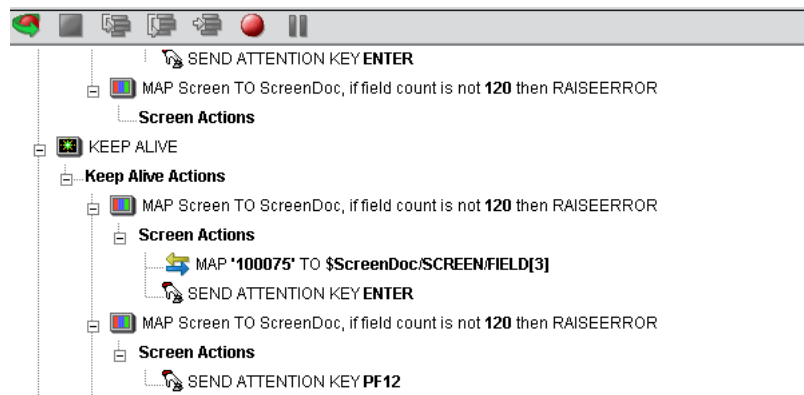 SEND ATTENTION KEY ENTER
MAP Screen TO ScreenDoc, if field count is not 120 then RAISEERROR
Screen Actions
KEEP ALIVE
Keep Alive Actions
MAP Screen TO ScreenDoc, if field count is not 120 then RAISEERROR
Screen Actions
MAP '100075' TO $ScreenDoc/SCREEN/FIELD[3]
SEND ATTENTION KEY ENTER
MAP Screen TO ScreenDoc, if field count is not 120 then RAISEERROR
Screen Actions
SEND ATTENTION KEY PF12